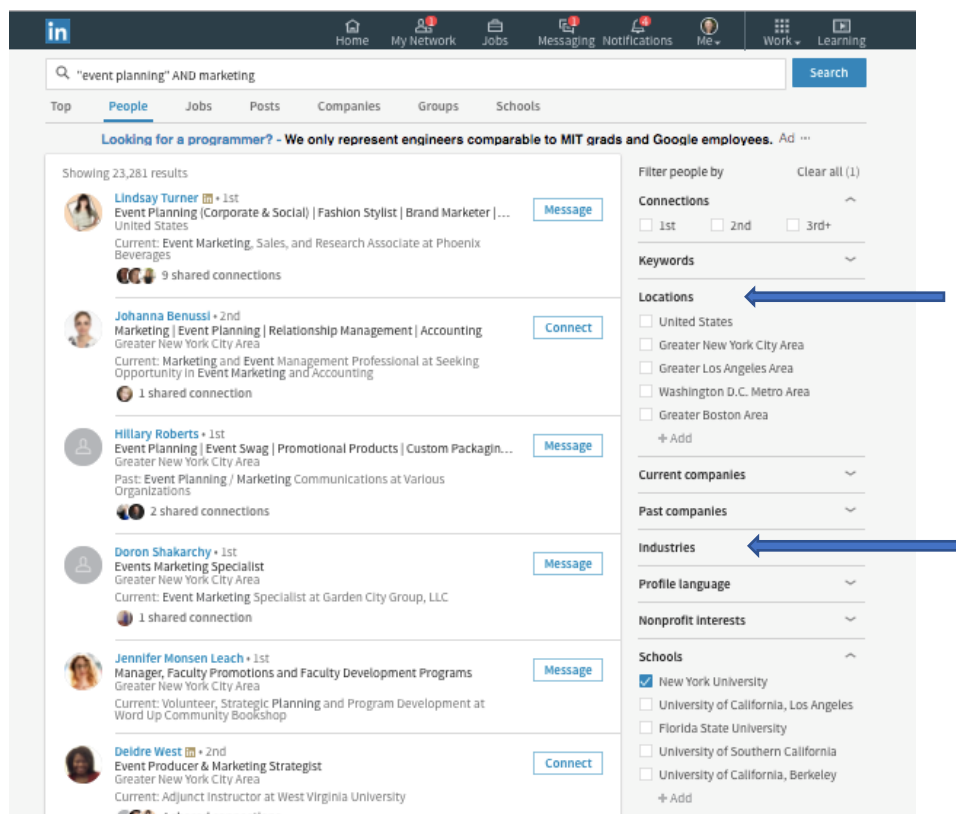 in
Home My Network Jobs Messaging Notifications Me Work Learning
1 1 4
"event planning" AND marketing Search
Top People Jobs Posts Companies Groups Schools
Looking for a programmer? - We only represent engineers comparable to MIT grads and Google employees. Ad ···
Showing 23,281 results
Lindsay Turner in • 1st
Event Planning (Corporate & Social) | Fashion Stylist | Brand Marketer |...
United States
Current: Event Marketing, Sales, and Research Associate at Phoenix
Beverages
9 shared connections
Message
Johanna Benussi • 2nd
Marketing | Event Planning | Relationship Management | Accounting
Greater New York City Area
Current: Marketing and Event Management Professional at Seeking
Opportunity in Event Marketing and Accounting
1 shared connection
Connect
Hillary Roberts • 1st
Event Planning | Event Swag | Promotional Products | Custom Packagin...
Greater New York City Area
Past: Event Planning / Marketing Communications at Various
Organizations
2 shared connections
Message
Doron Shakarchy • 1st
Events Marketing Specialist
Greater New York City Area
Current: Event Marketing Specialist at Garden City Group, LLC
1 shared connection
Message
Jennifer Monsen Leach • 1st
Manager, Faculty Promotions and Faculty Development Programs
Greater New York City Area
Current: Volunteer, Strategic Planning and Program Development at
Word Up Community Bookshop
Message
Deidre West in • 2nd
Event Producer & Marketing Strategist
Greater New York City Area
Current: Adjunct Instructor at West Virginia University
Connect
Filter people by Clear all (1)
Connections
1st 2nd 3rd+
Keywords
Locations
United States
Greater New York City Area
Greater Los Angeles Area
Washington D.C. Metro Area
Greater Boston Area
+ Add
Current companies
Past companies
Industries
Profile language
Nonprofit interests
Schools
New York University
University of California, Los Angeles
Florida State University
University of Southern California
University of California, Berkeley
+ Add